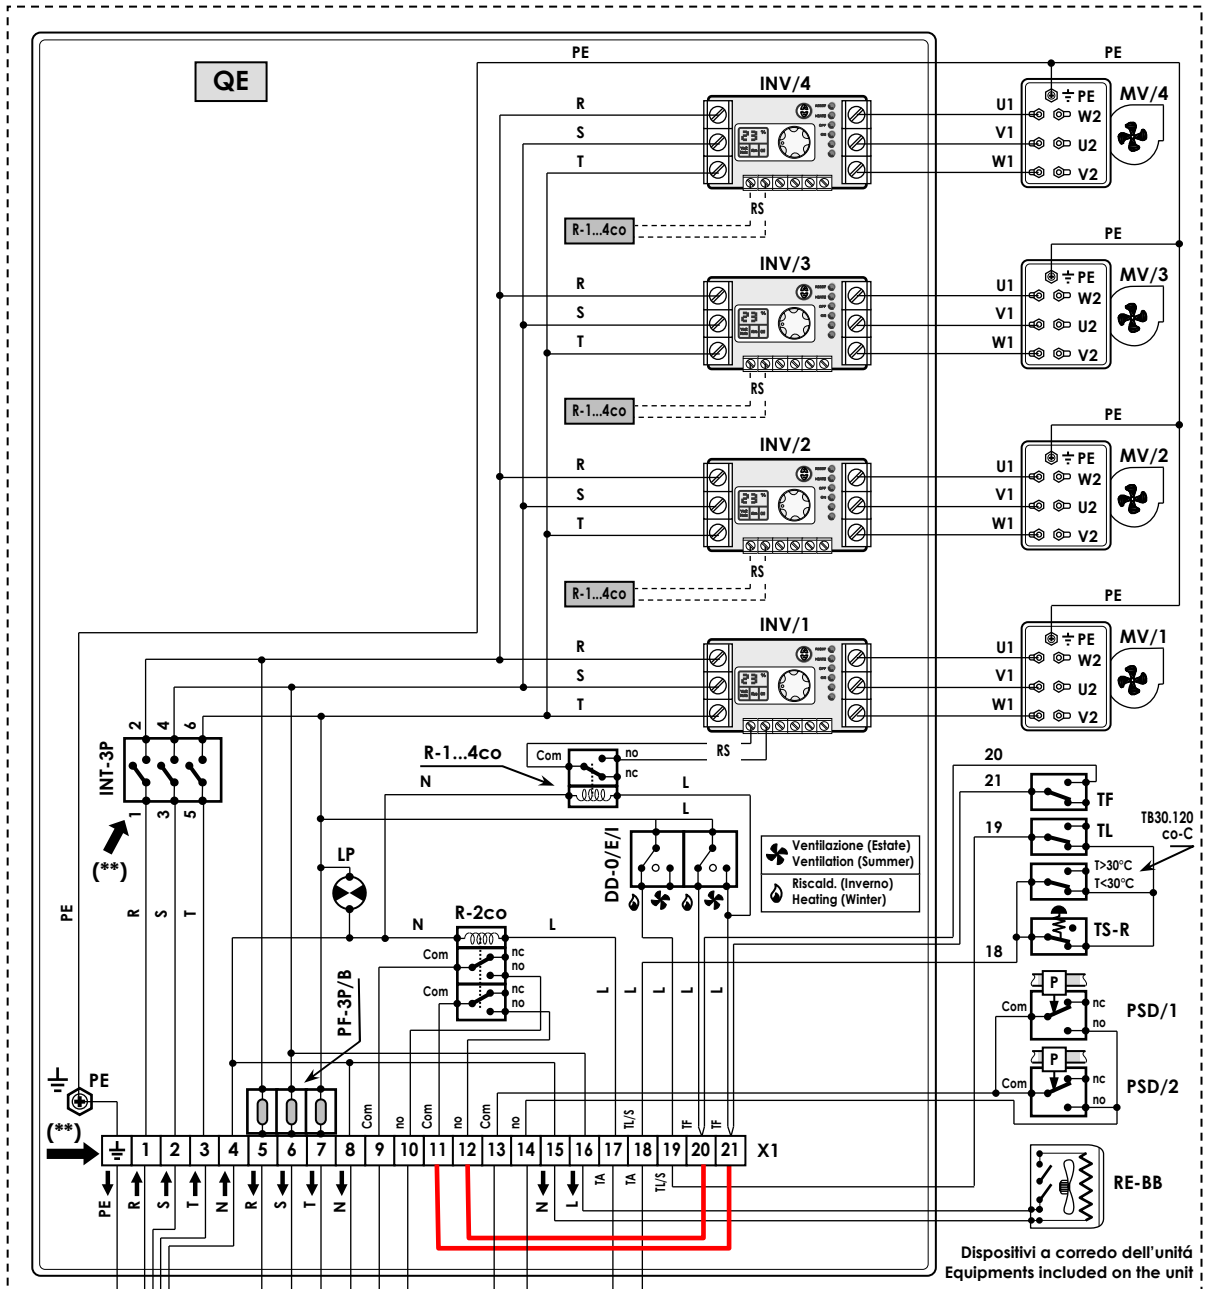 QE
PE
INV/4
R
S
T
23 %
RS
R-1...4co
U1
V1
W1
PE
W2
U2
V2
MV/4
PE
INV/3
R
S
T
23 %
RS
R-1...4co
U1
V1
W1
PE
W2
U2
V2
MV/3
PE
INV/2
R
S
T
23 %
RS
R-1...4co
U1
V1
W1
PE
W2
U2
V2
MV/2
PE
INV/1
R
S
T
23 %
RS
U1
V1
W1
PE
W2
U2
V2
MV/1
2 4 6
INT-3P
1 3 5
(**)
R-1...4co
Com
no
nc
N
L
L
LP
DD-0/E/I
Ventilazione (Estate)
Ventilation (Summer)
Riscald. (Inverno)
Heating (Winter)
20
21
TF
19
TL
TB30.120
co-C
T>30°C
T<30°C
TS-R
18
PE
R
S
T
N
R-2co
L
Com
nc
no
Com
nc
no
PF-3P/B
L L L L L
P
Com
nc
no
PSD/1
P
Com
nc
no
PSD/2
PE
(**)
Com no Com no Com no TL/S TF TF
1 2 3 4 5 6 7 8 9 10 11 12 13 14 15 16 17 18 19 20 21 X1
PE R S T N R S T N N L TA TA TL/S
RE-BB
Dispositivi a corredo dell'unitá
Equipments included on the unit